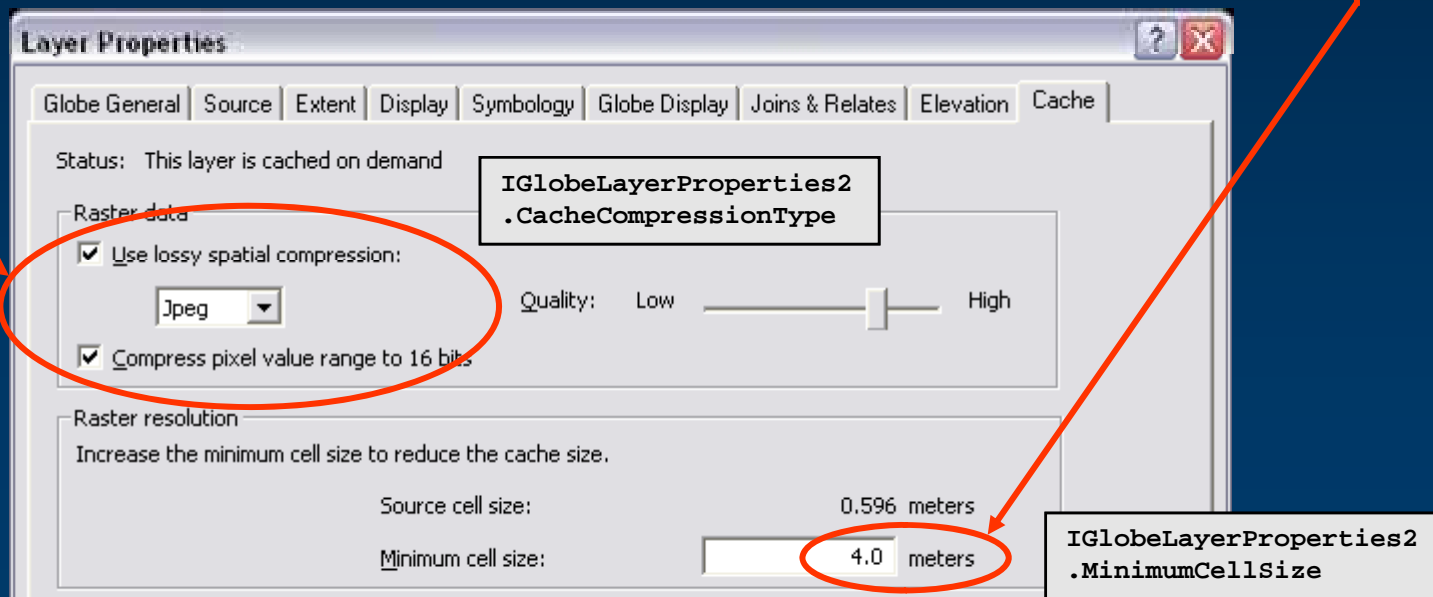 Layer Properties
Globe General Source Extent Display Symbology Globe Display Joins & Relates Elevation Cache
Status: This layer is cached on demand
IGlobeLayerProperties2
.CacheCompressionType
Raster data
Use lossy spatial compression:
Jpeg Quality: Low High
Compress pixel value range to 16 bits
Raster resolution
Increase the minimum cell size to reduce the cache size.
Source cell size: 0.596 meters
Minimum cell size: 4.0 meters
IGlobeLayerProperties2
.MinimumCellSize